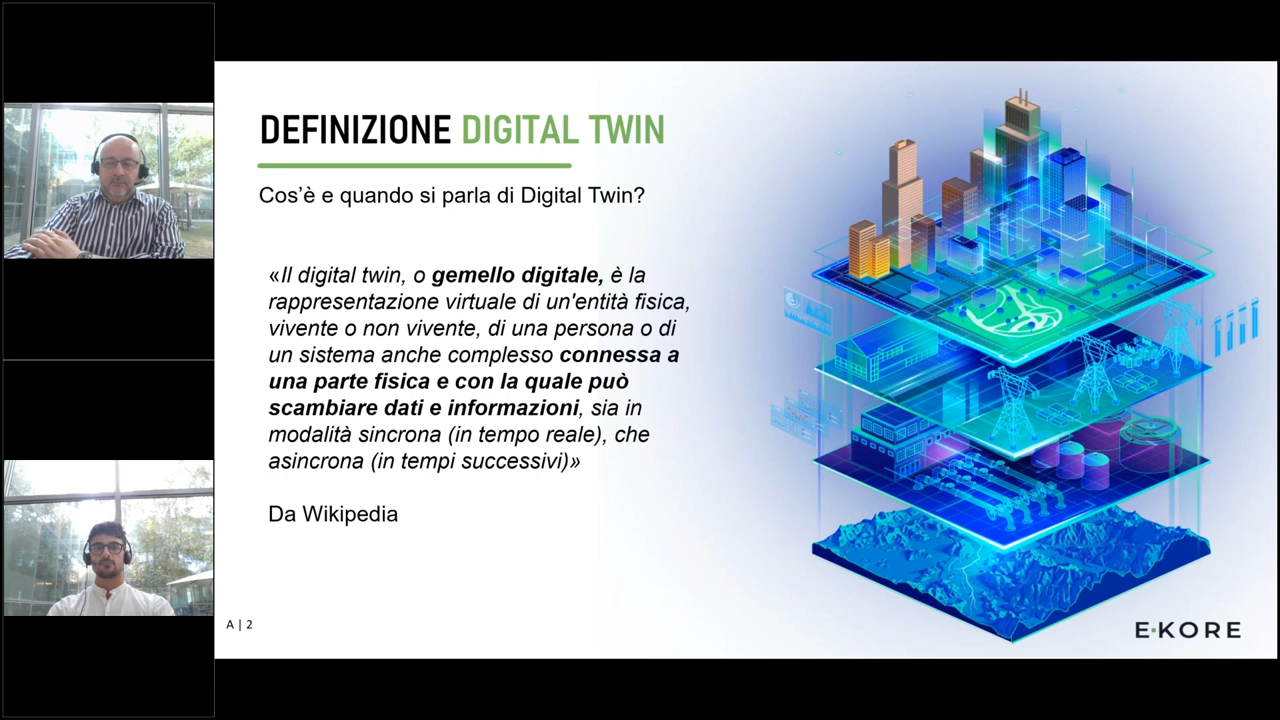 DEFINIZIONE DIGITAL TWIN
Cos’è e quando si parla di Digital Twin?
«Il digital twin, o gemello digitale, è la
rappresentazione virtuale di un'entità fisica,
vivente o non vivente, di una persona o di
un sistema anche complesso connessa a
una parte fisica e con la quale può
scambiare dati e informazioni, sia in
modalità sincrona (in tempo reale), che
asincrona (in tempi successivi)»
Da Wikipedia
A | 2
E·KORE